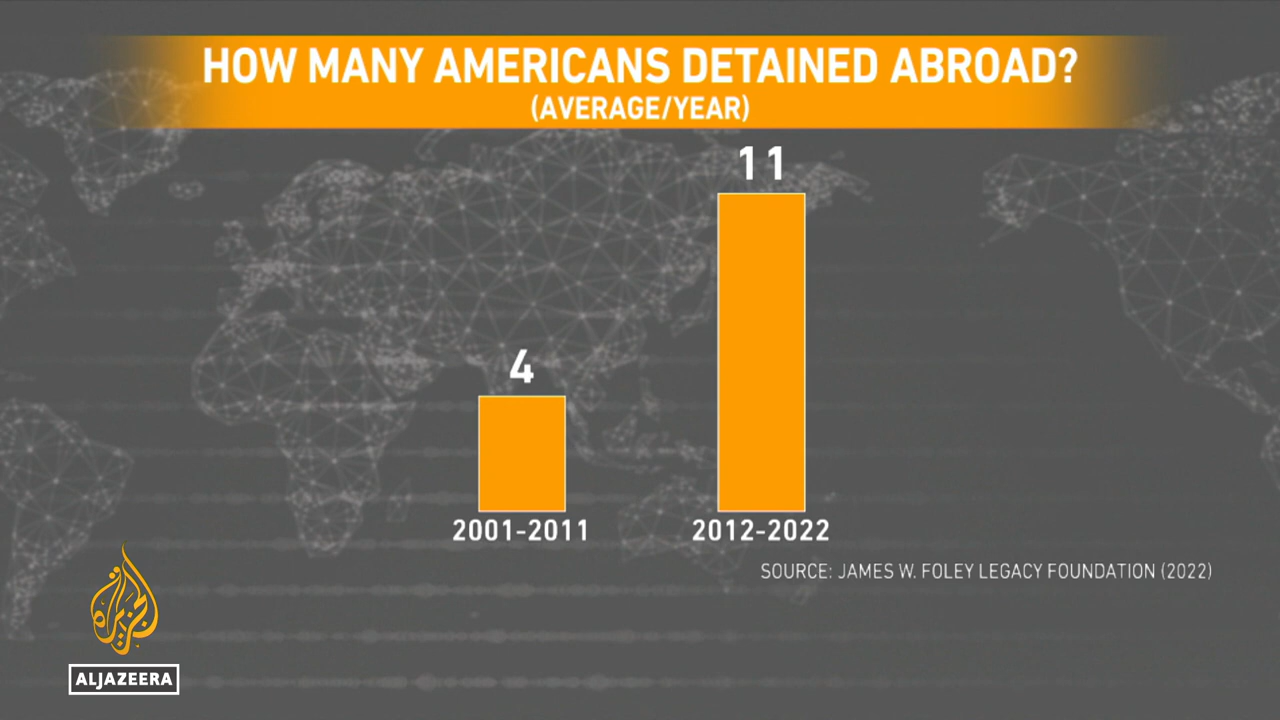 HOW MANY AMERICANS DETAINED ABROAD?
(AVERAGE/YEAR)
11
4
2001-2011
2012-2022
SOURCE: JAMES W. FOLEY LEGACY FOUNDATION (2022)
الجزيرة
ALJAZEERA